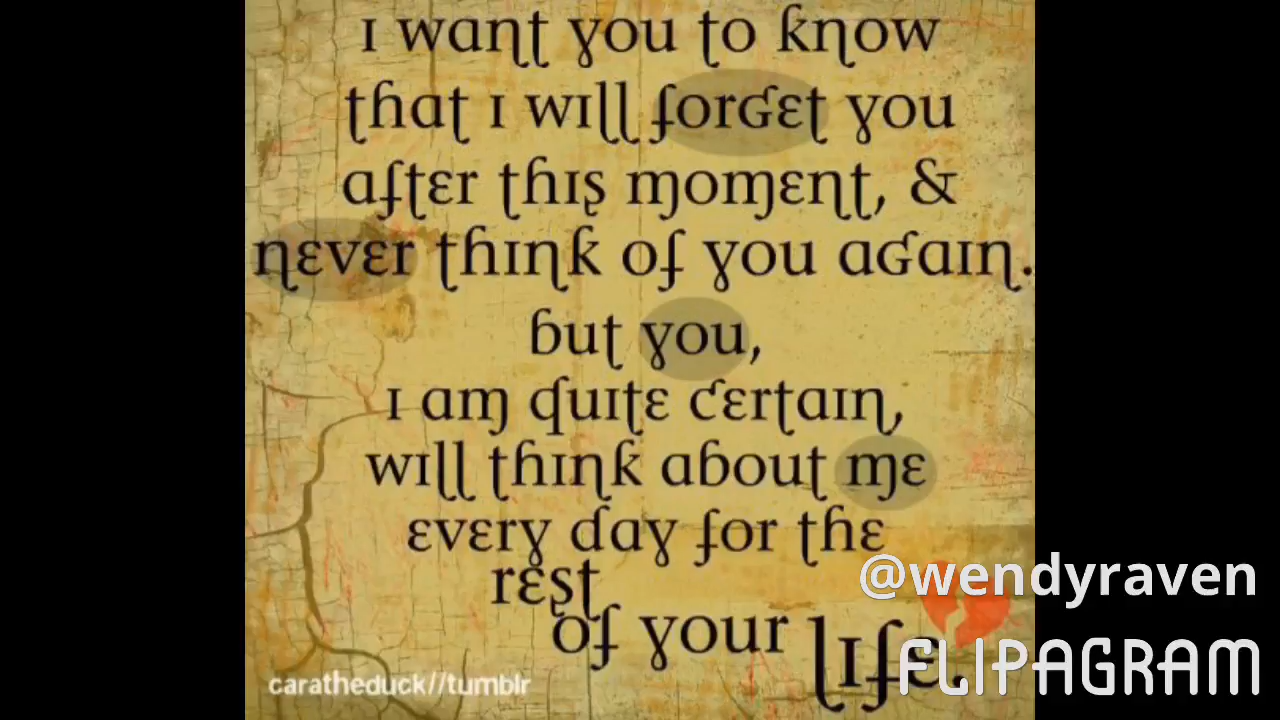 I want you to know
that I will forget you
after this moment, &
never think of you again.
but you,
I am quite certain,
will think about me
every day for the
rest
of your life.
@wendyraven
FLIPAGRAM
caratheduck//tumblr